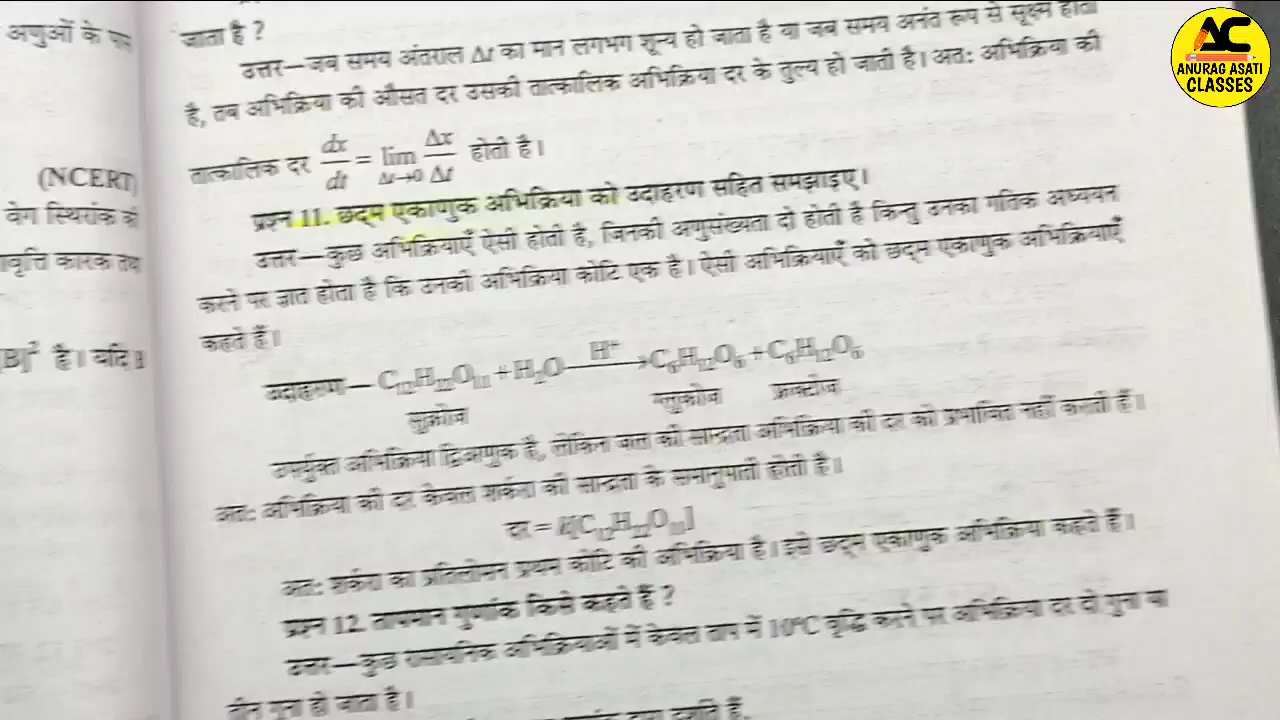 अणुओं के
जाता है ?
उत्तर—जब समय अंतराल Δt का मान लगभग शून्य हो जाता है या जब समय अनंत रूप से सूक्ष्म होता
है, तब अभिक्रिया की औसत दर उसकी तात्कालिक अभिक्रिया दर के तुल्य हो जाती है। अतः अभिक्रिया की
तात्कालिक दर dx/dt = lim Δt→0 Δx/Δt होती है।
(NCERT)
वेग स्थिरांक को
कारक तथा
B]² है। यदि
प्रश्न 11. छद्म एकाणुक अभिक्रिया को उदाहरण सहित समझाइए।
उत्तर—कुछ अभिक्रियाएँ ऐसी होती है, जिनकी अणुसंख्यता दो होती है किन्तु उनका गतिक अध्ययन
करने पर ज्ञात होता है कि उनकी अभिक्रिया कोटि एक है। ऐसी अभिक्रियाएँ को छद्म एकाणुक अभिक्रियाएँ
कहते हैं।
उदाहरण—C₁₂H₂₂O₁₁ + H₂O —H⁺→ C₆H₁₂O₆ + C₆H₁₂O₆
सुक्रोज ग्लूकोज फ्रक्टोज
उपर्युक्त अभिक्रिया द्विअणुक है, लेकिन जल की सान्द्रता अभिक्रिया की दर को प्रभावित नहीं करती हैं।
अतः अभिक्रिया की दर केवल शर्करा की सान्द्रता के समानुपाती होती है।
दर = k[C₁₂H₂₂O₁₁]
अतः शर्करा का प्रतिलोमन प्रथम कोटि की अभिक्रिया है। इसे छद्म एकाणुक अभिक्रिया कहते हैं।
प्रश्न 12. तापमान गुणांक किसे कहते हैं ?
उत्तर—कुछ रासायनिक अभिक्रियाओं में केवल ताप में 10°C वृद्धि करने पर अभिक्रिया दर दो गुना या
तीन गुना हो जाता है।
AC
ANURAG ASATI
CLASSES